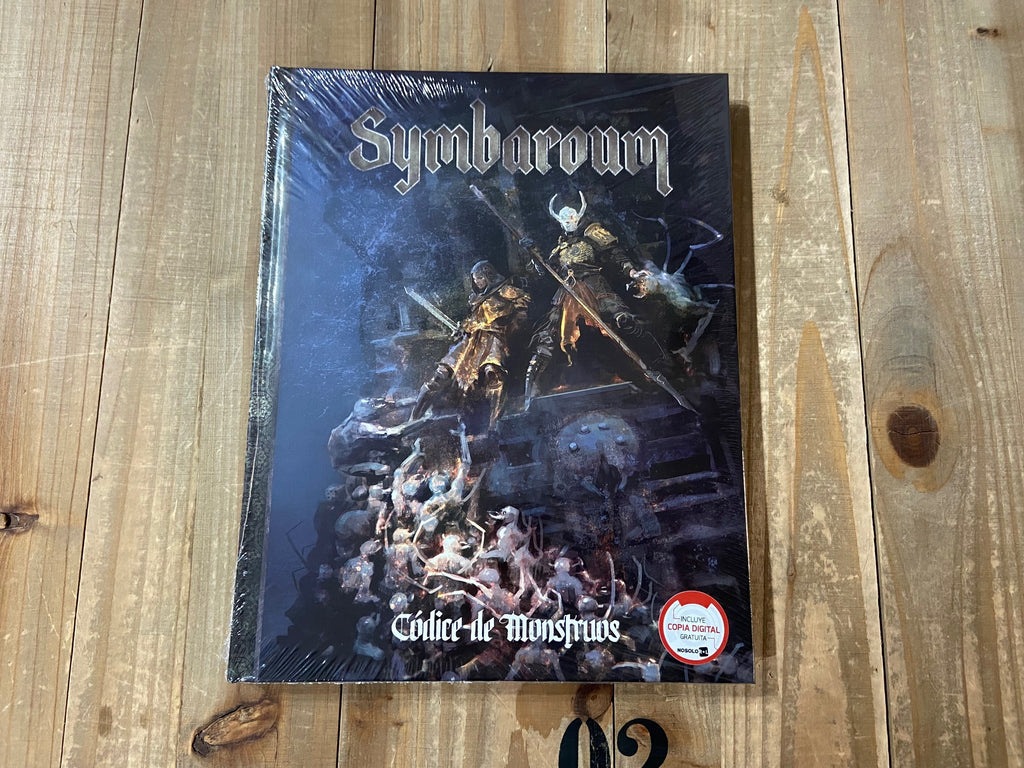 Symbaroum
Códice de Monstruos
INCLUYE
COPIA DIGITAL
GRATUITA
NOSOLO
02